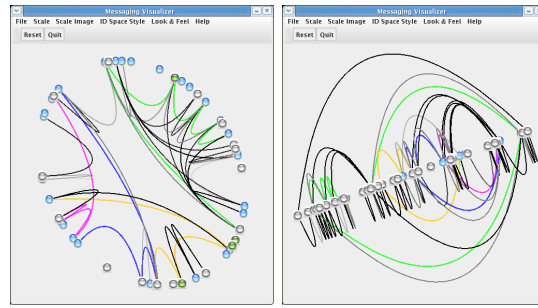 Messaging Visualizer
File Scale Scale Image ID Space Style Look & Feel Help
Reset Quit
Messaging Visualizer
File Scale Scale Image ID Space Style Look & Feel Help
Reset Quit